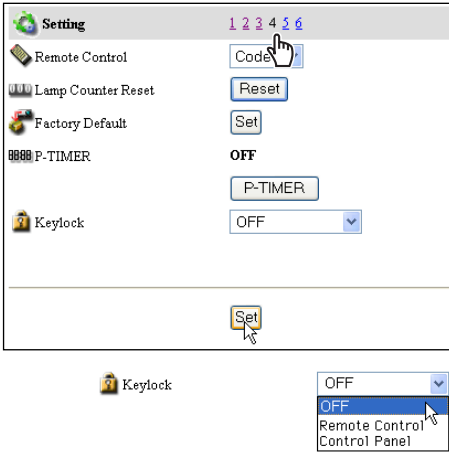 Setting 1 2 3 4 5 6
Remote Control Code
Lamp Counter Reset Reset
Factory Default Set
P-TIMER OFF
P-TIMER
Keylock OFF
Set
Keylock OFF
OFF
Remote Control
Control Panel